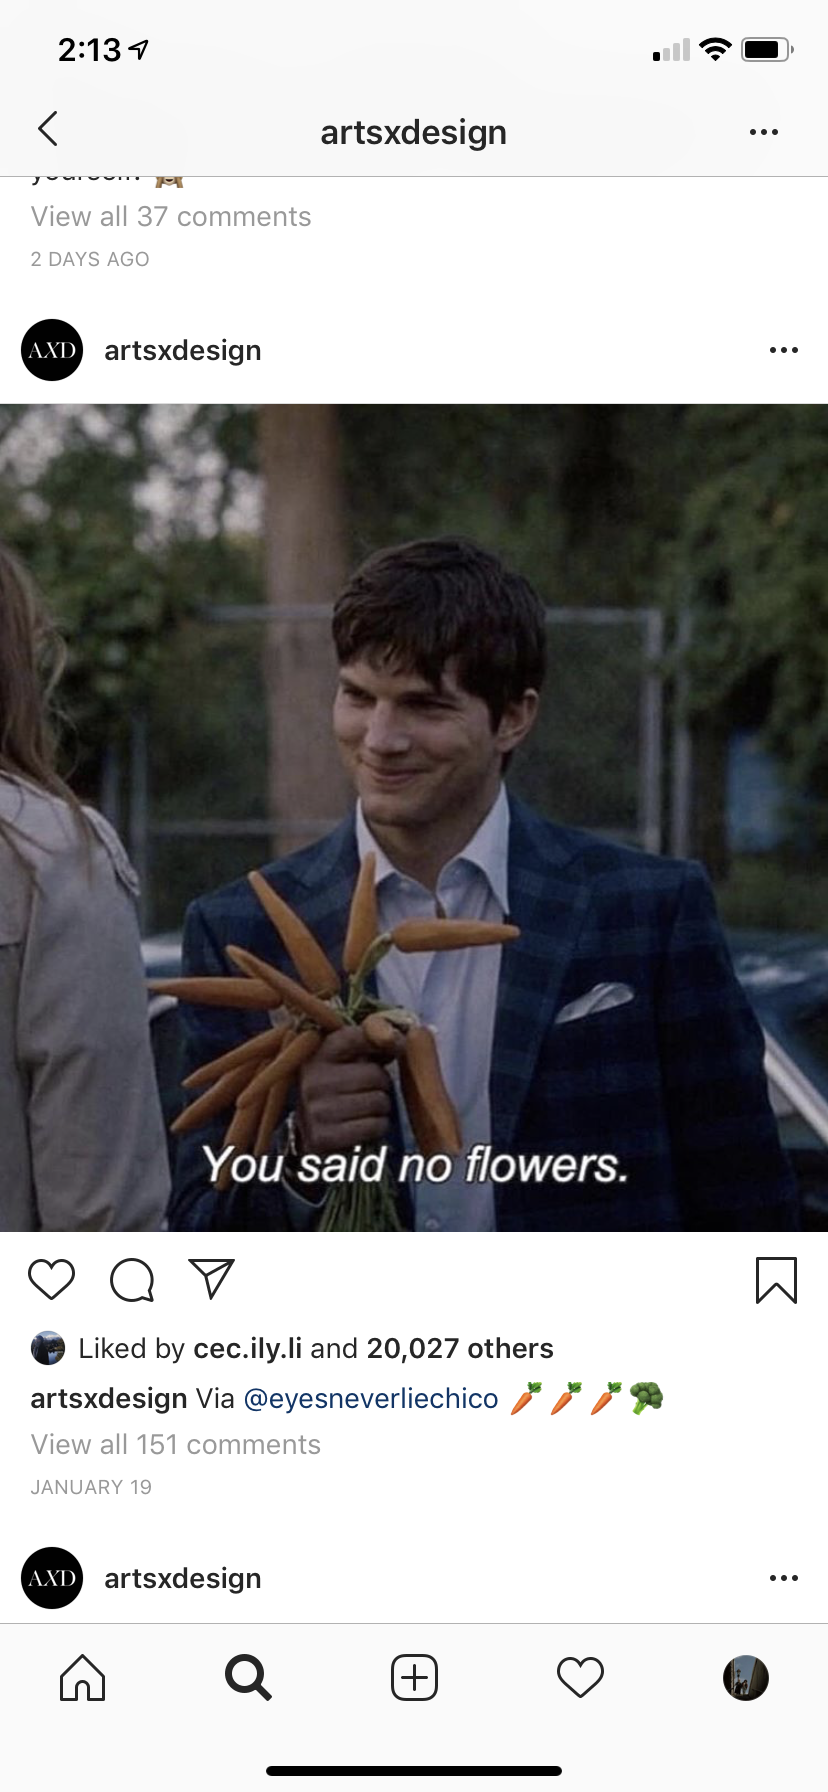 2:13
artsxdesign
yourself.
View all 37 comments
2 DAYS AGO
AXD artsxdesign
You said no flowers.
Liked by cec.ily.li and 20,027 others
artsxdesign Via @eyesneverliechico 🥕🥕🥕🥦
View all 151 comments
JANUARY 19
AXD artsxdesign